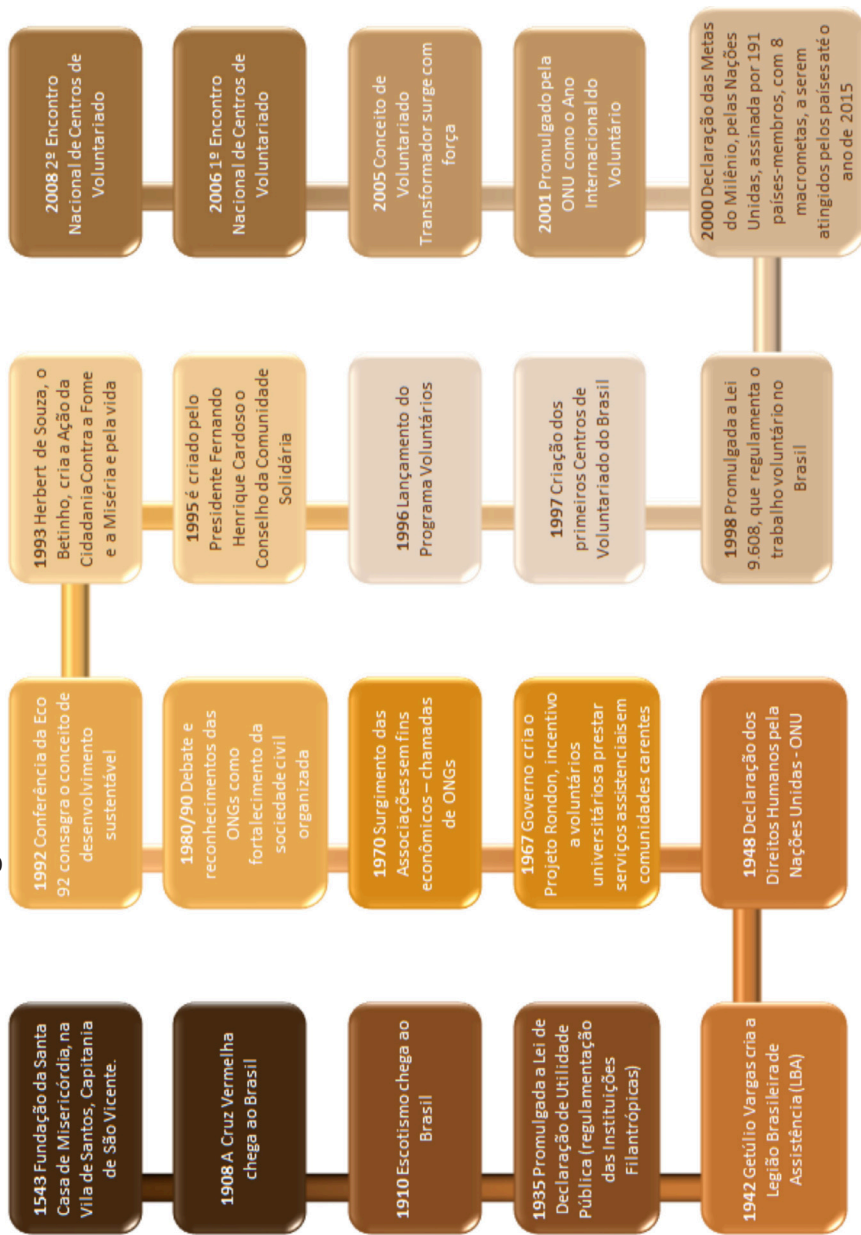 1543 Fundação da Santa
Casa de Misericórdia, na
Vila de Santos, Capitania
de São Vicente.
1908 A Cruz Vermelha
chega ao Brasil
1910 Escotismo chega ao
Brasil
1935 Promulgada a Lei de
Declaração de Utilidade
Pública (regulamentação
das Instituições
Filantrópicas)
1942 Getúlio Vargas cria a
Legião Brasileira de
Assistência (LBA)
1948 Declaração dos
Direitos Humanos pela
Nações Unidas - ONU
1967 Governo cria o
Projeto Rondon, incentivo
a voluntários
universitários a prestar
serviços assistenciais em
comunidades carentes
1970 Surgimento das
Associações sem fins
econômicos – chamadas
de ONGs
1980/90 Debate e
reconhecimentos das
ONGs como
fortalecimento da
sociedade civil
organizada
1992 Conferência da Eco
92 consagra o conceito de
desenvolvimento
sustentável
1993 Herbert de Souza, o
Betinho, cria a Ação da
Cidadania Contra a Fome
e a Miséria e pela vida
1995 é criado pelo
Presidente Fernando
Henrique Cardoso o
Conselho da Comunidade
Solidária
1996 Lançamento do
Programa Voluntários
1997 Criação dos
primeiros Centros de
Voluntariado do Brasil
1998 Promulgada a Lei
9.608, que regulamenta o
trabalho voluntário no
Brasil
2000 Declaração das Metas
do Milênio, pelas Nações
Unidas, assinada por 191
países-membros, com 8
macrometas, a serem
atingidos pelos países até o
ano de 2015
2001 Promulgado pela
ONU como o Ano
Internacional do
Voluntário
2005 Conceito de
Voluntariado
Transformador surge com
força
2006 1º Encontro
Nacional de Centros de
Voluntariado
2008 2º Encontro
Nacional de Centros de
Voluntariado